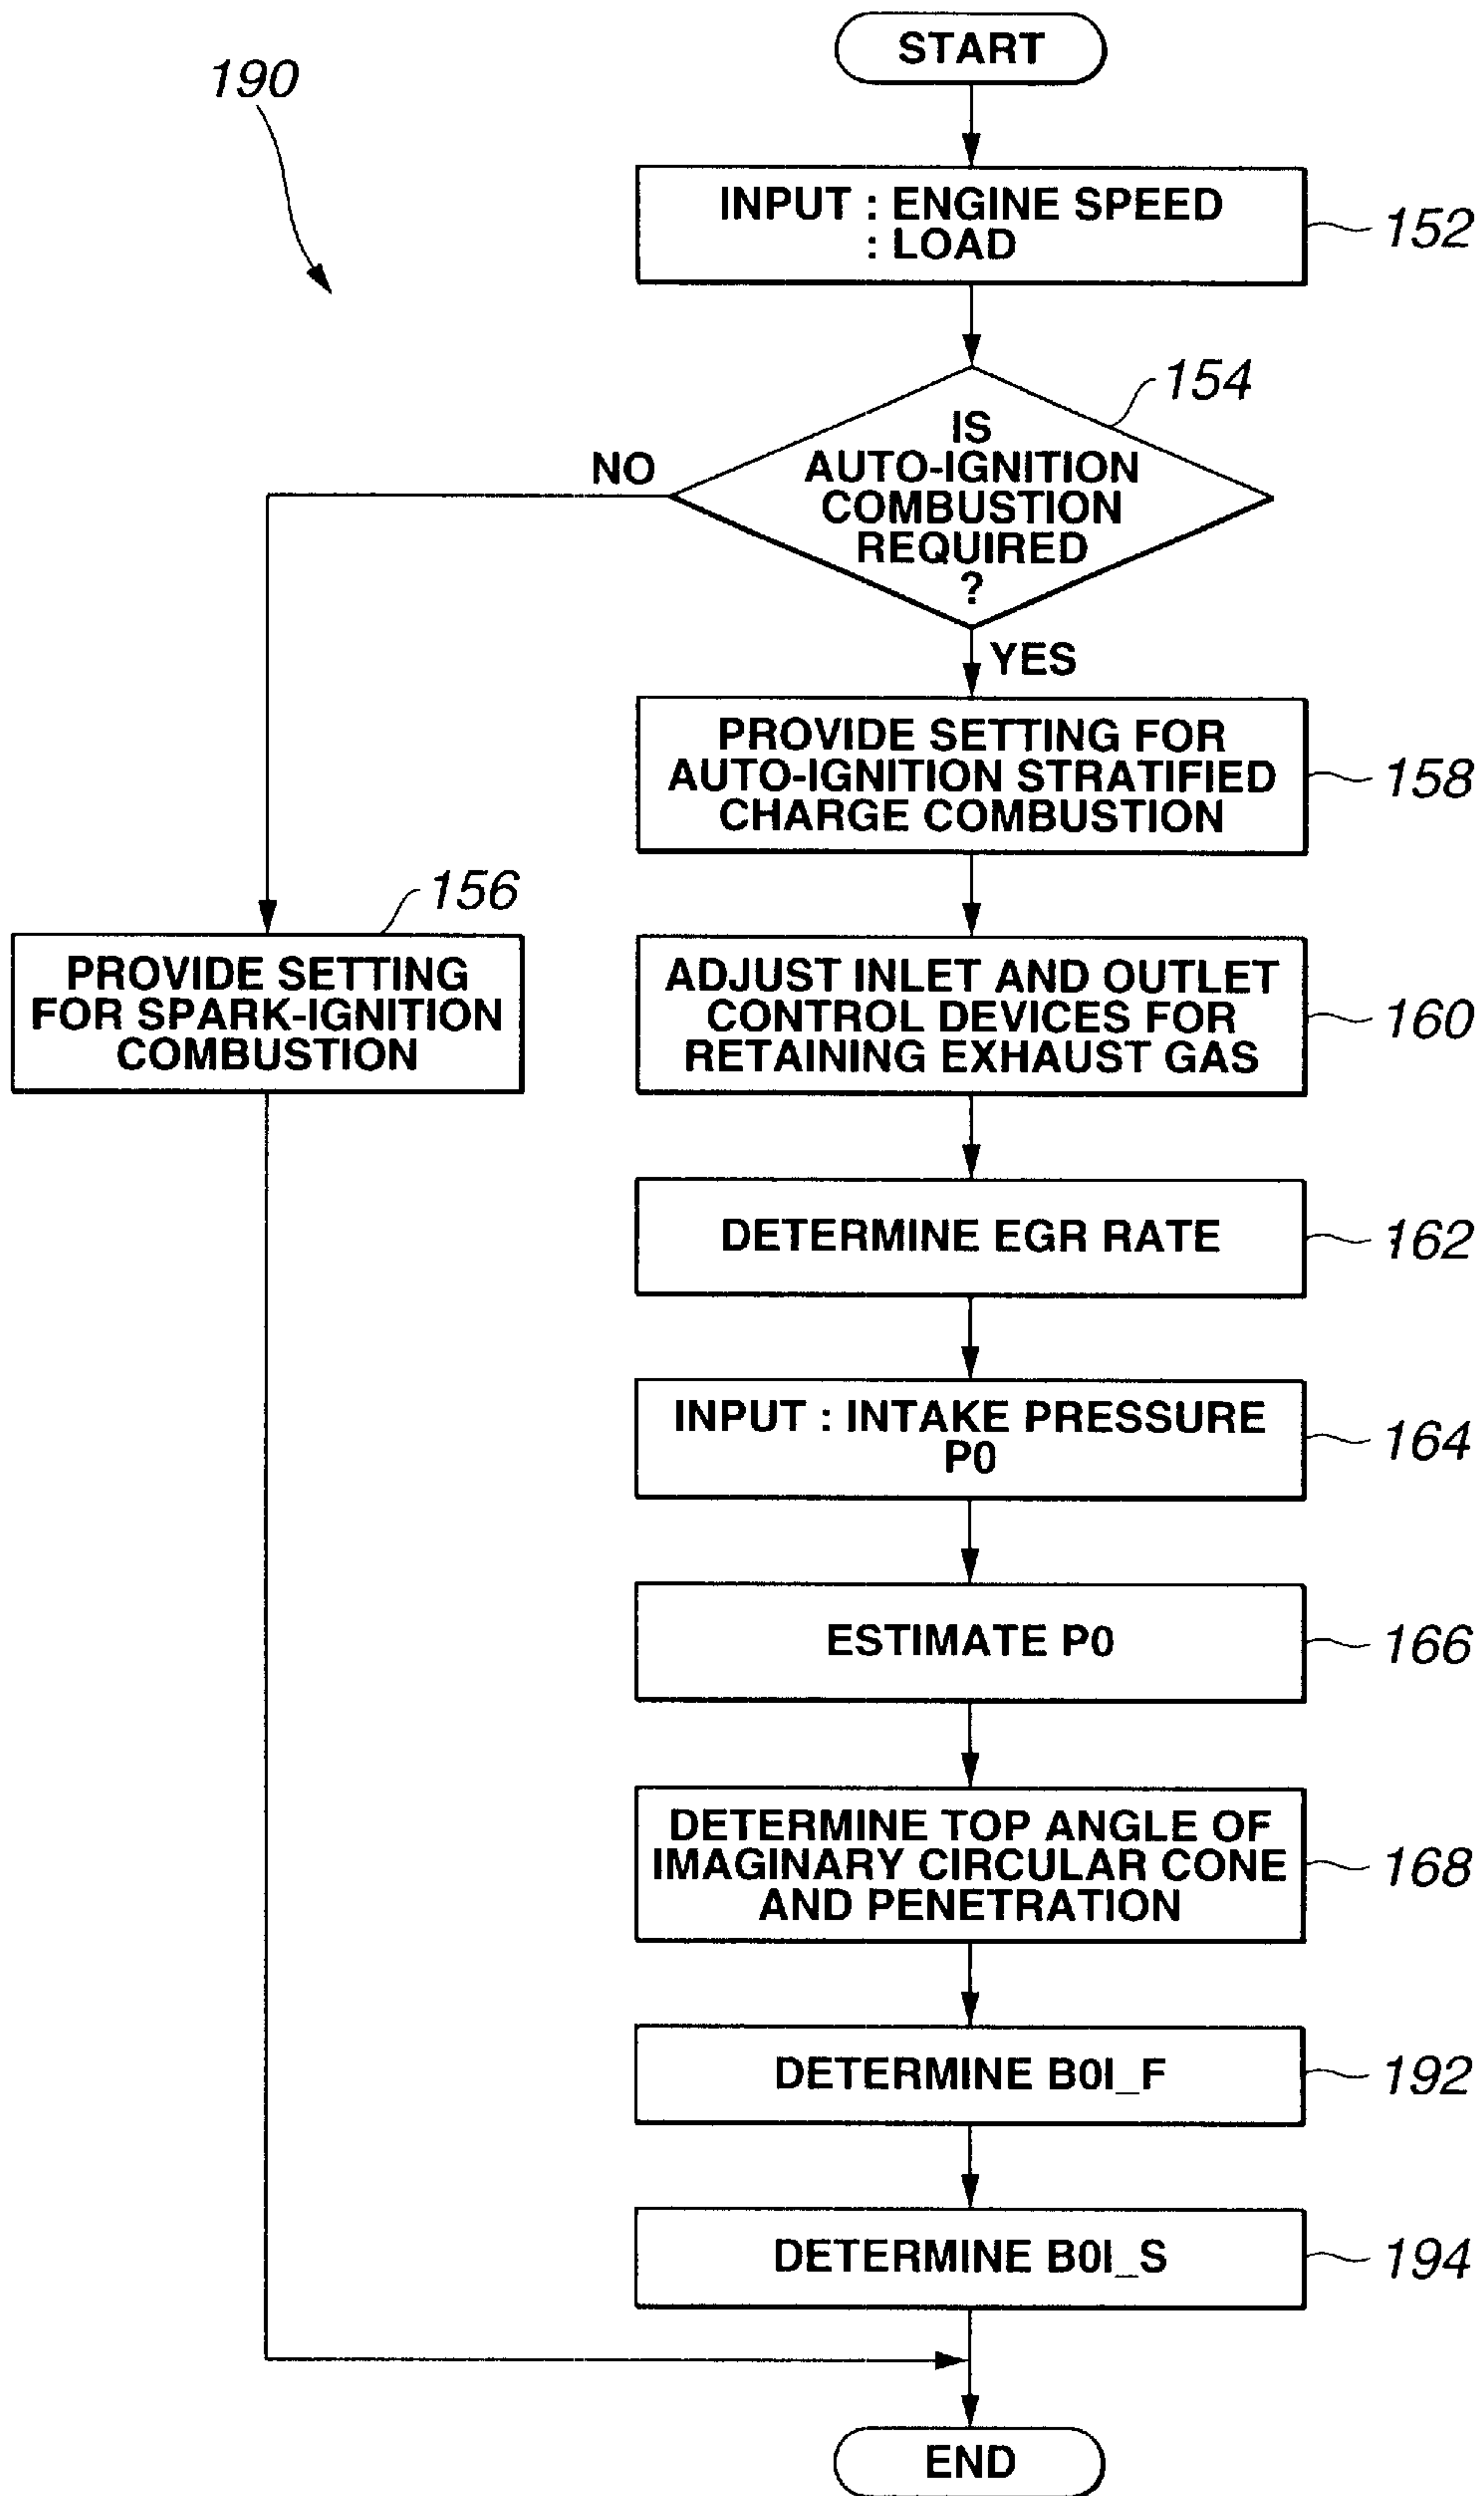 START
190
INPUT : ENGINE SPEED
: LOAD
152
154
IS
AUTO-IGNITION
COMBUSTION
REQUIRED
?
NO
YES
PROVIDE SETTING FOR
AUTO-IGNITION STRATIFIED
CHARGE COMBUSTION
158
156
PROVIDE SETTING
FOR SPARK-IGNITION
COMBUSTION
ADJUST INLET AND OUTLET
CONTROL DEVICES FOR
RETAINING EXHAUST GAS
160
DETERMINE EGR RATE
162
INPUT : INTAKE PRESSURE
P0
164
ESTIMATE P0
166
DETERMINE TOP ANGLE OF
IMAGINARY CIRCULAR CONE
AND PENETRATION
168
DETERMINE B0I_F
192
DETERMINE B0I_S
194
END